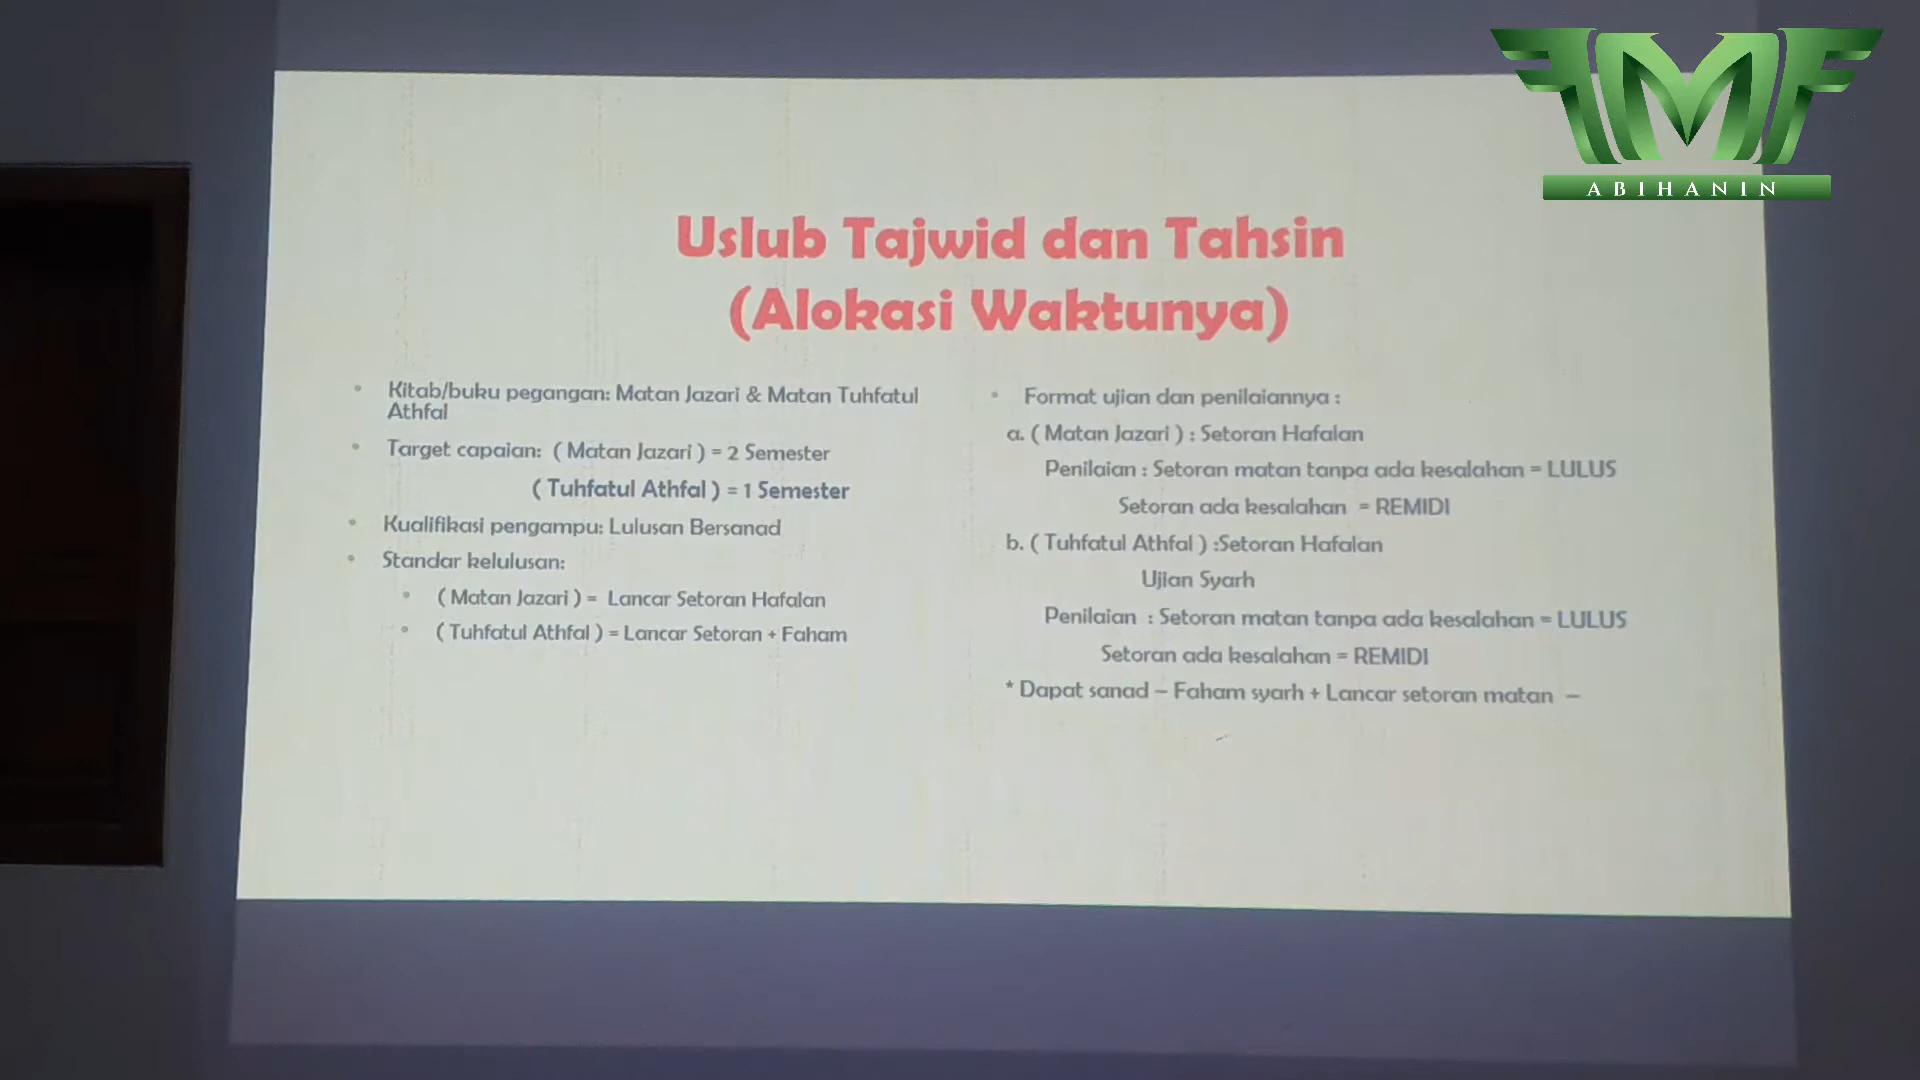 FMF
ABIHANIN
Uslub Tajwid dan Tahsin
(Alokasi Waktunya)
• Kitab/buku pegangan: Matan Jazari & Matan Tuhfatul
Athfal
• Target capaian: ( Matan Jazari ) = 2 Semester
( Tuhfatul Athfal ) = 1 Semester
• Kualifikasi pengampu: Lulusan Bersanad
• Standar kelulusan:
• ( Matan Jazari ) = Lancar Setoran Hafalan
• ( Tuhfatul Athfal ) = Lancar Setoran + Faham
• Format ujian dan penilaiannya :
a. ( Matan Jazari ) : Setoran Hafalan
Penilaian : Setoran matan tanpa ada kesalahan = LULUS
Setoran ada kesalahan = REMIDI
b. ( Tuhfatul Athfal ) :Setoran Hafalan
Ujian Syarh
Penilaian : Setoran matan tanpa ada kesalahan = LULUS
Setoran ada kesalahan = REMIDI
* Dapat sanad – Faham syarh + Lancar setoran matan –